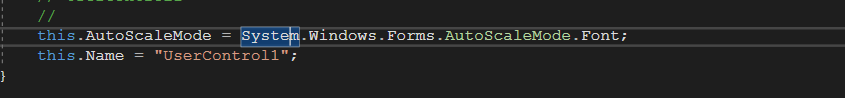 //
this.AutoScaleMode = System.Windows.Forms.AutoScaleMode.Font;
this.Name = "UserControl1";
}